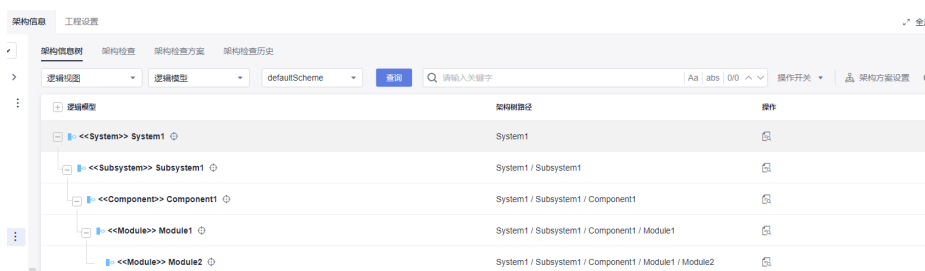 架构信息 工程设置
架构信息树 架构检查 架构检查方案 架构检查历史
逻辑视图 逻辑模型 defaultScheme 查询 请输入关键字 Aa abs 0/0 操作开关 架构方案设置
逻辑模型 架构树路径 操作
<<System>> System1 System1
<<Subsystem>> Subsystem1 System1 / Subsystem1
<<Component>> Component1 System1 / Subsystem1 / Component1
<<Module>> Module1 System1 / Subsystem1 / Component1 / Module1
<<Module>> Module2 System1 / Subsystem1 / Component1 / Module1 / Module2